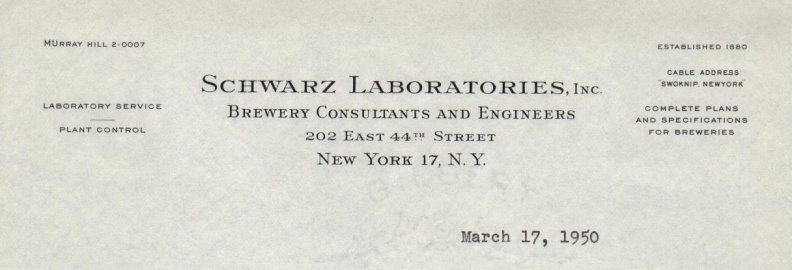 MURRAY HILL 2-0007
LABORATORY SERVICE
PLANT CONTROL
SCHWARZ LABORATORIES, INC.
BREWERY CONSULTANTS AND ENGINEERS
202 EAST 44TH STREET
NEW YORK 17, N. Y.
ESTABLISHED 1880
CABLE ADDRESS
"SWOKNIP, NEWYORK"
COMPLETE PLANS
AND SPECIFICATIONS
FOR BREWERIES
March 17, 1950